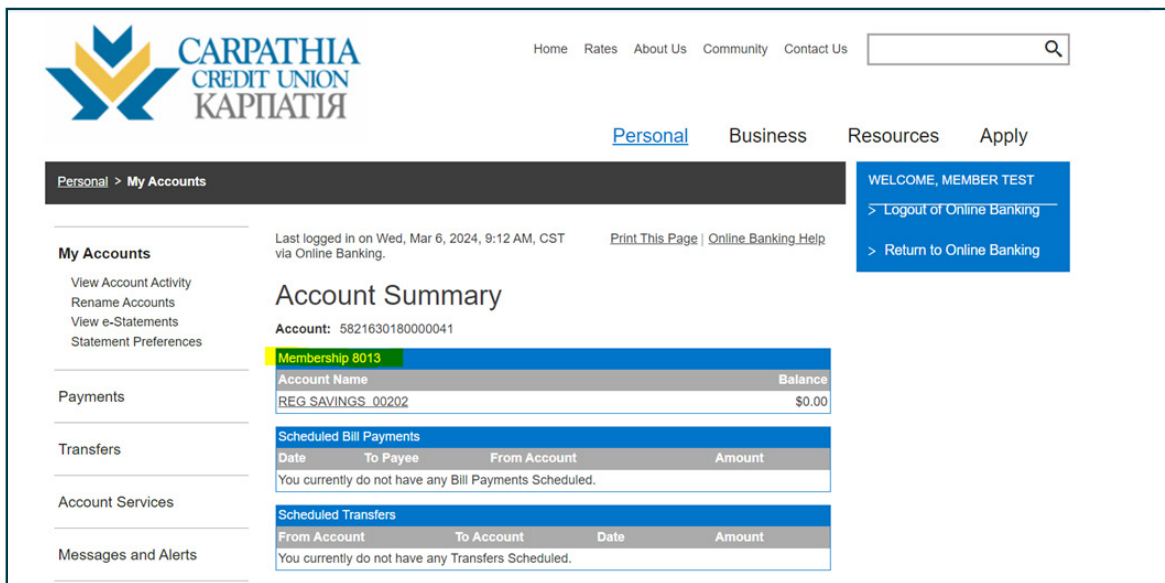 CARPATHIA
CREDIT UNION
КАРПАТІЯ
Home Rates About Us Community Contact Us
Personal Business Resources Apply
Personal > My Accounts
WELCOME, MEMBER TEST
> Logout of Online Banking
> Return to Online Banking
My Accounts
View Account Activity
Rename Accounts
View e-Statements
Statement Preferences
Payments
Transfers
Account Services
Messages and Alerts
Last logged in on Wed, Mar 6, 2024, 9:12 AM, CST
via Online Banking.
Print This Page | Online Banking Help
Account Summary
Account: 5821630180000041
Membership 8013
Account Name Balance
REG SAVINGS 00202 $0.00
Scheduled Bill Payments
Date To Payee From Account Amount
You currently do not have any Bill Payments Scheduled.
Scheduled Transfers
From Account To Account Date Amount
You currently do not have any Transfers Scheduled.